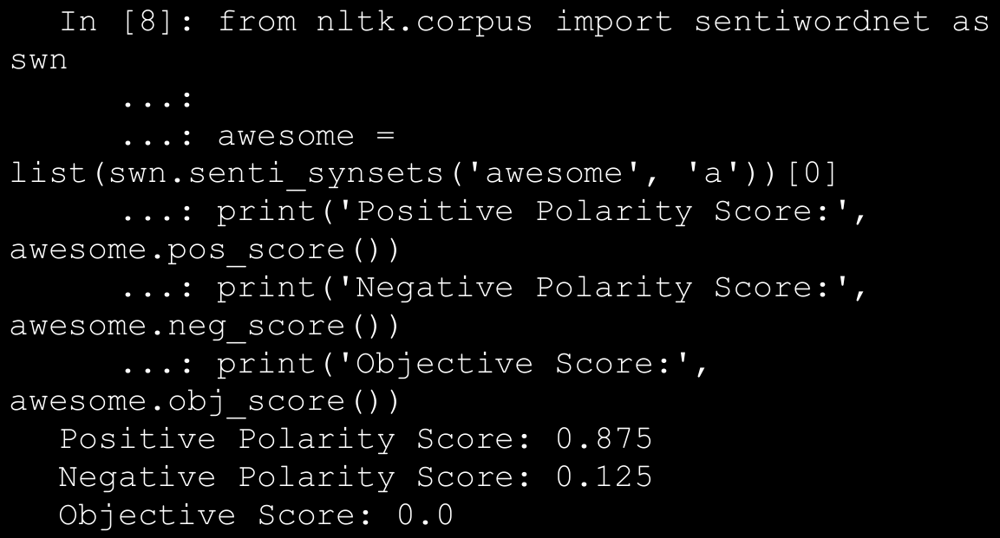 In [8]: from nltk.corpus import sentiwordnet as
swn
...:
...: awesome =
list(swn.senti_synsets('awesome', 'a'))[0]
...: print('Positive Polarity Score:',
awesome.pos_score())
...: print('Negative Polarity Score:',
awesome.neg_score())
...: print('Objective Score:',
awesome.obj_score())
Positive Polarity Score: 0.875
Negative Polarity Score: 0.125
Objective Score: 0.0